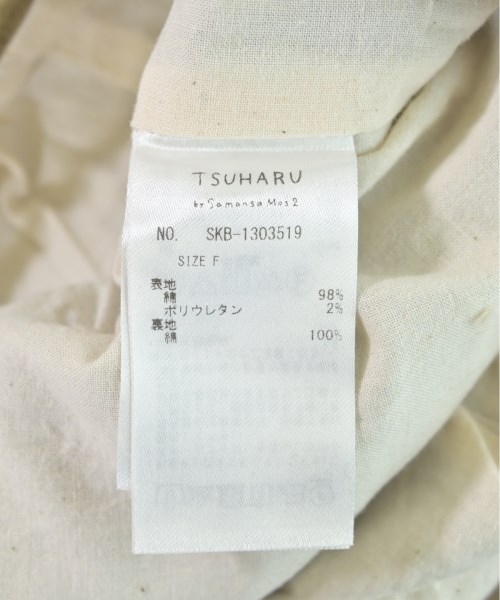 TSUHARU
by Samansa Mos2
NO. SKB-1303519
SIZE F
表地
綿 98%
ポリウレタン 2%
裏地
綿 100%